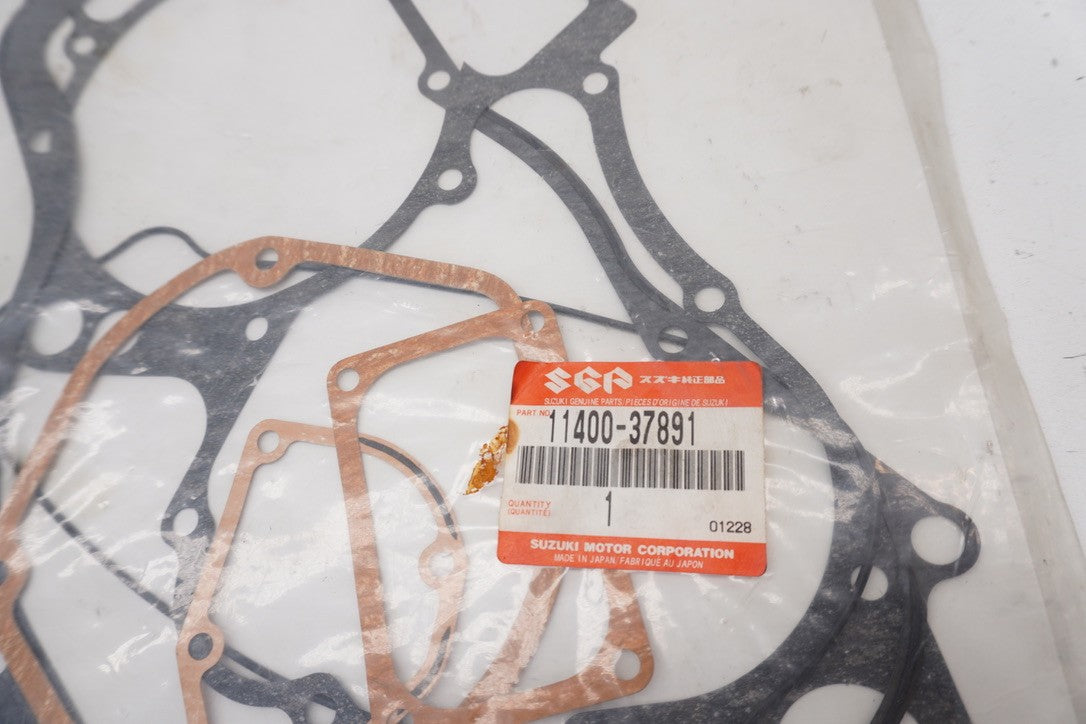 SGP スズキ純正部品
SUZUKI GENUINE PARTS/PIECES D'ORIGINE DE SUZUKI
PART NO. 11400-37891
QUANTITY
(QUANTITÉ) 1
01228
SUZUKI MOTOR CORPORATION
MADE IN JAPAN/FABRIQUE AU JAPON